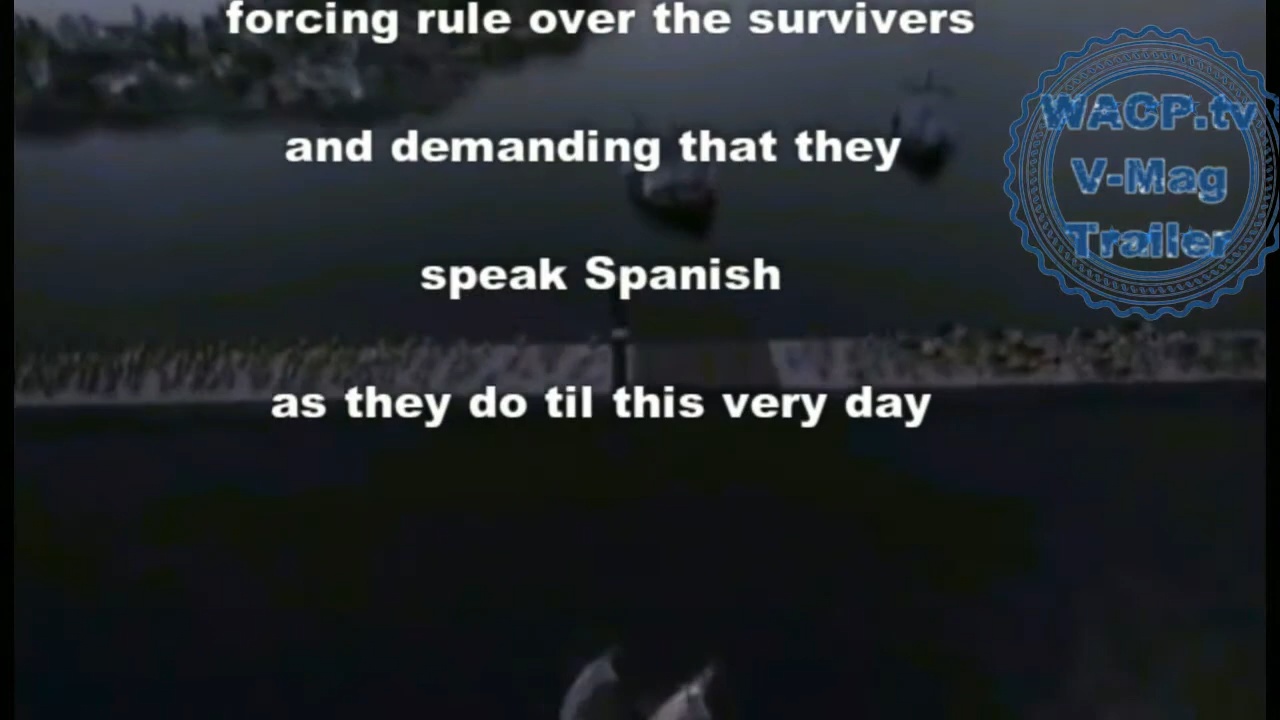 forcing rule over the survivers
WACP.tv
and demanding that they
V-Mag
Trailer
speak Spanish
as they do til this very day